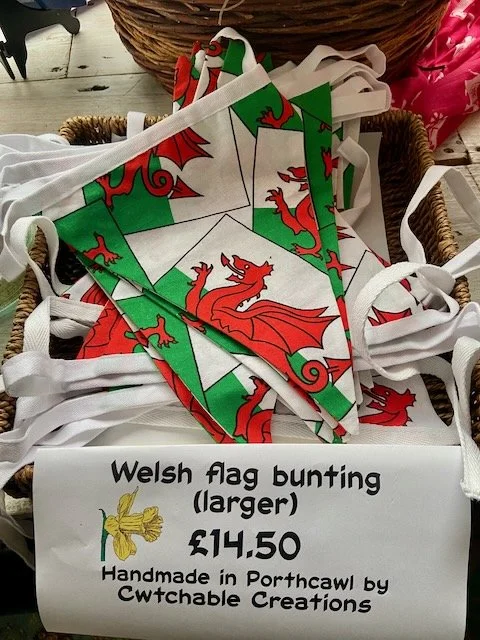 Welsh flag bunting
(larger)
£14.50
Handmade in Porthcawl by
Cwtchable Creations